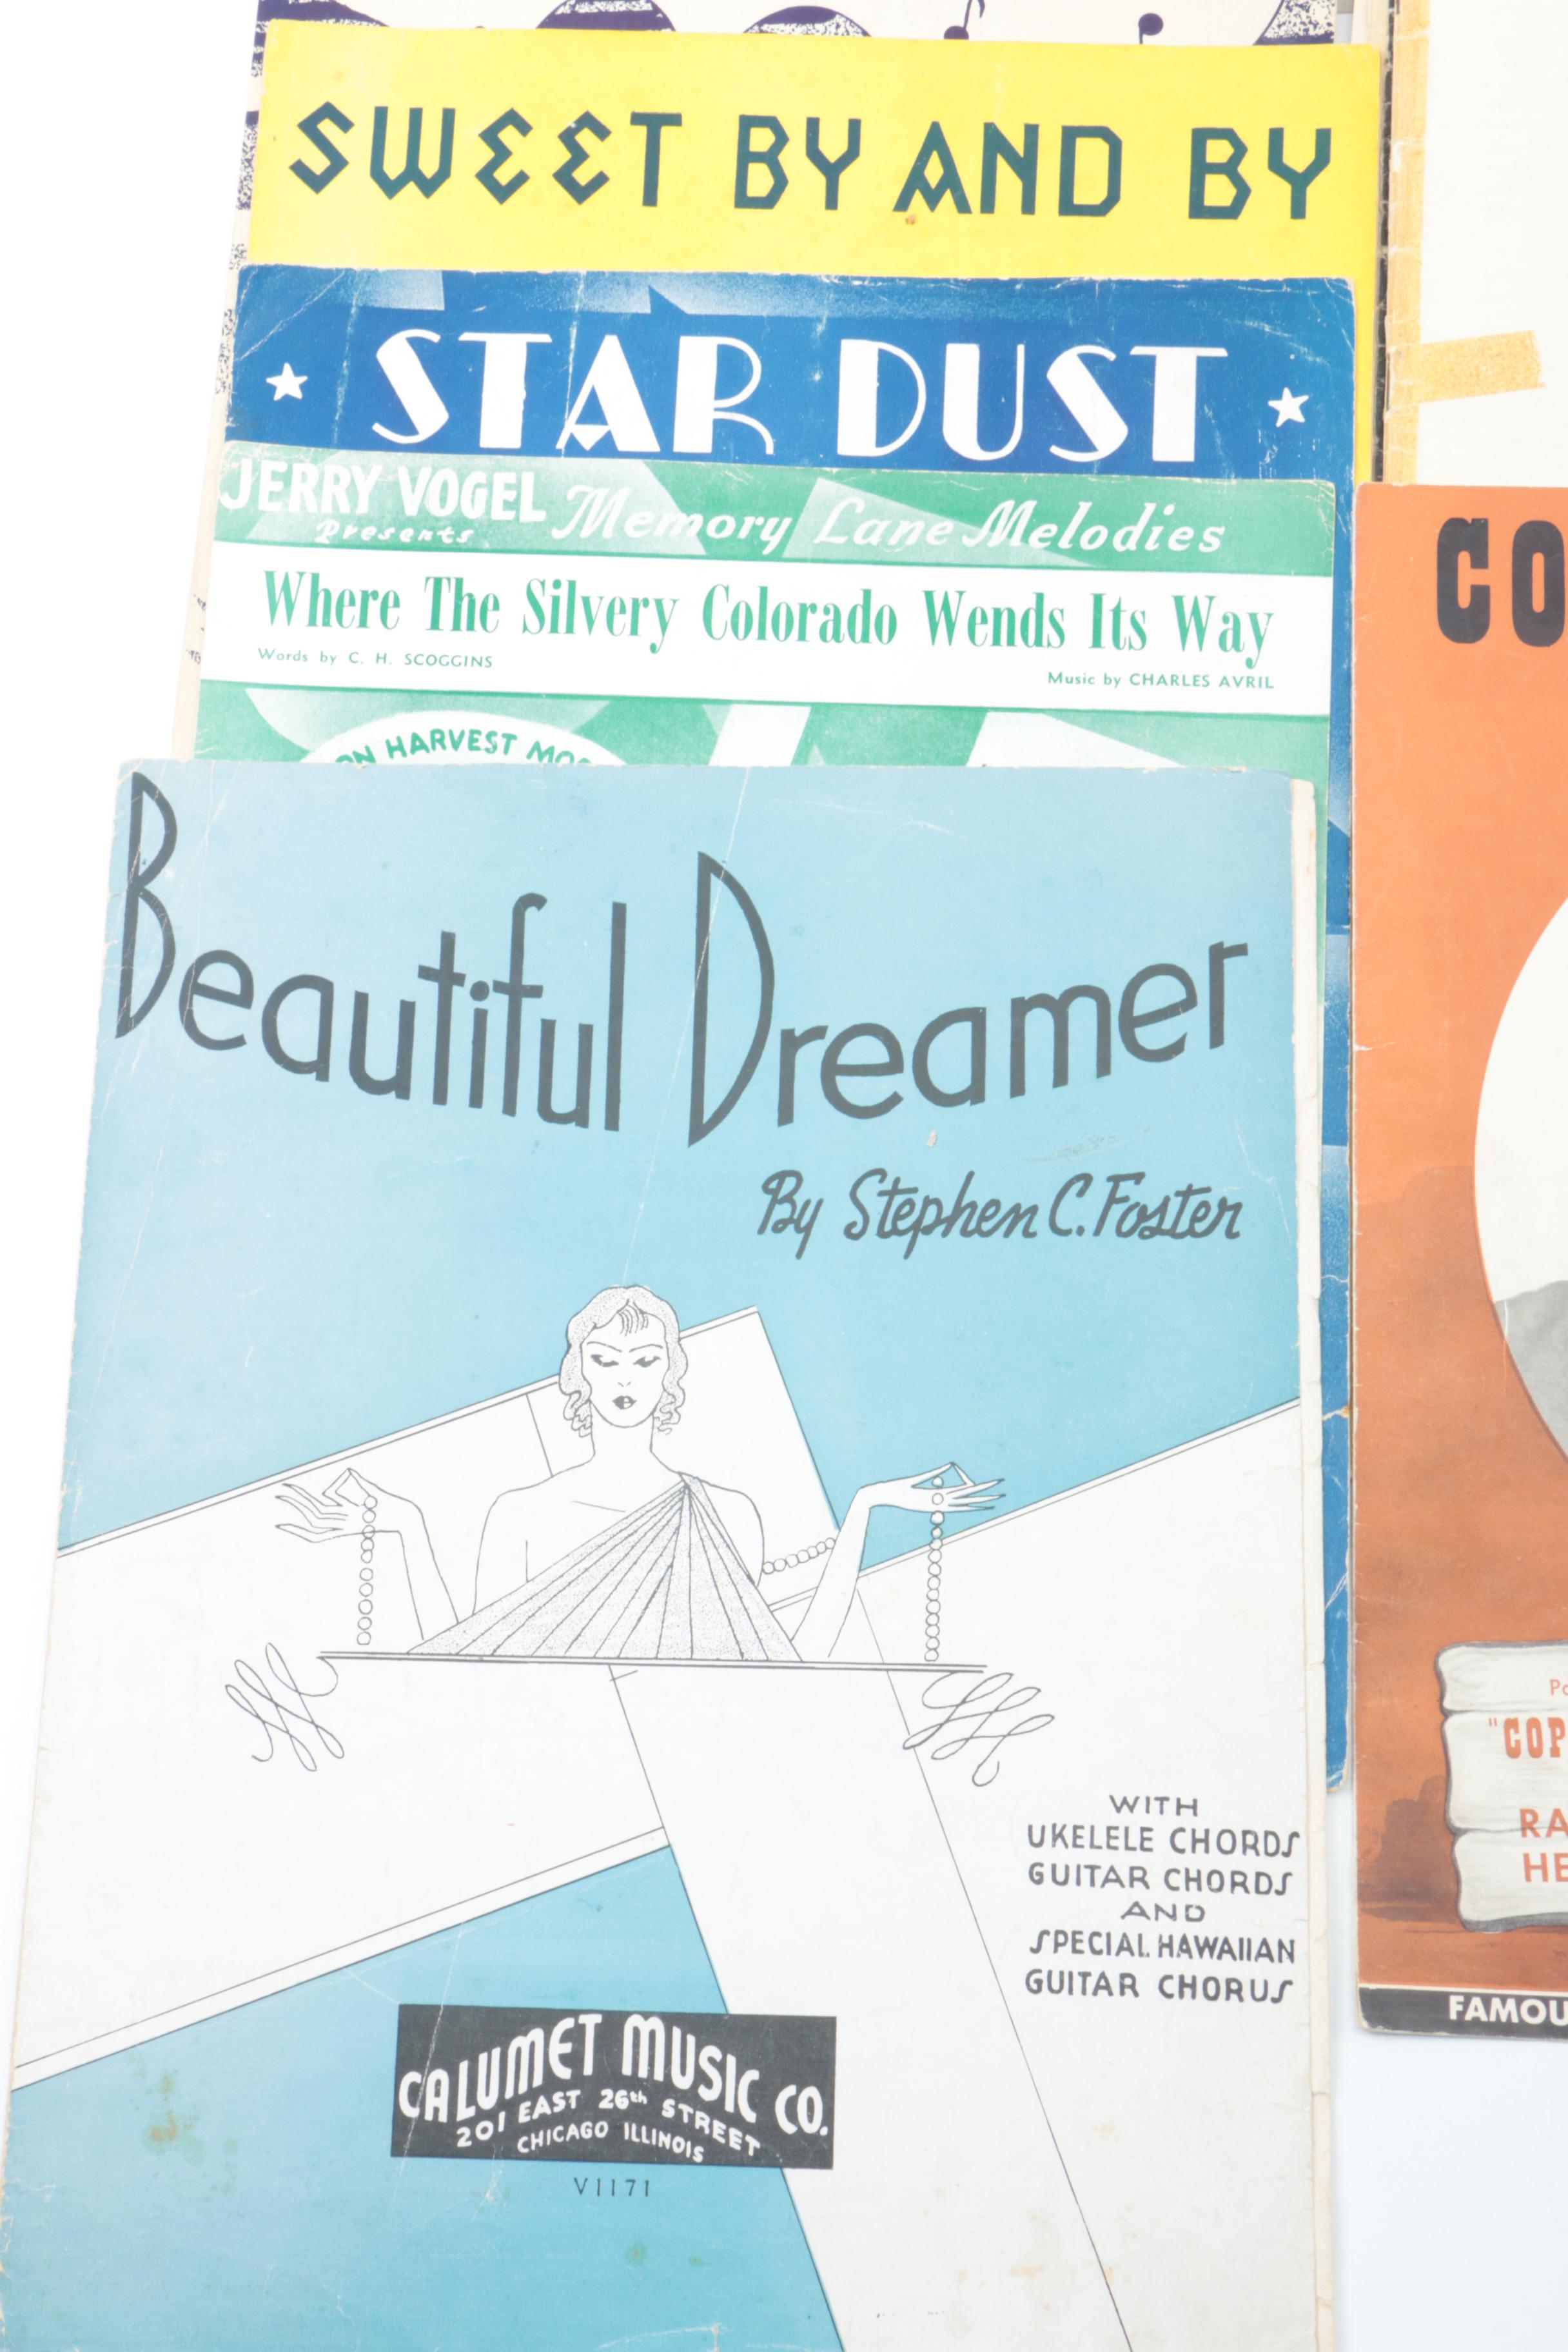 SWEET BY AND BY
STAR DUST
JERRY VOGEL
Presents
Memory Lane Melodies
Where The Silvery Colorado Wends Its Way
Words by C. H. SCOGGINS
Music by CHARLES AVRIL
HARVEST
Beautiful Dreamer
By Stephen C. Foster
WITH
UKELELE CHORDS
GUITAR CHORDS
AND
SPECIAL HAWAIIAN
GUITAR CHORUS
CALUMET MUSIC CO.
201 EAST 26th STREET
CHICAGO ILLINOIS
V1171
CO
"COP
RA
HE
FAMOU